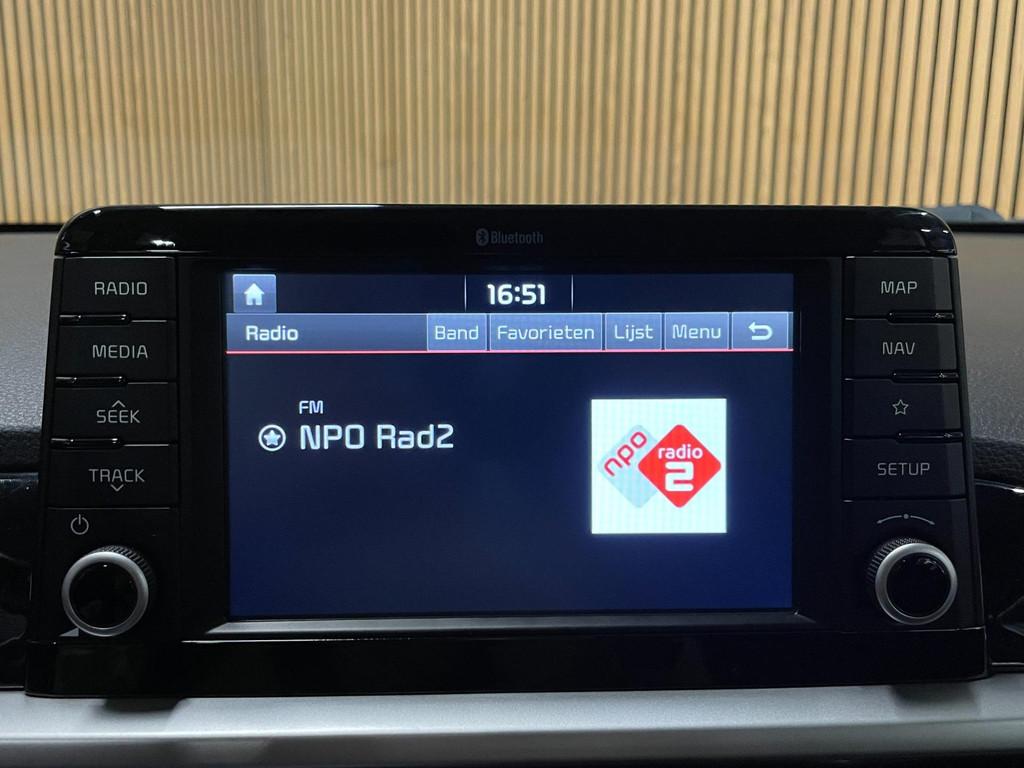 Bluetooth
RADIO
MEDIA
SEEK
TRACK
16:51
Radio Band Favorieten Lijst Menu
FM
NPO Rad2
npo radio 2
MAP
NAV
SETUP